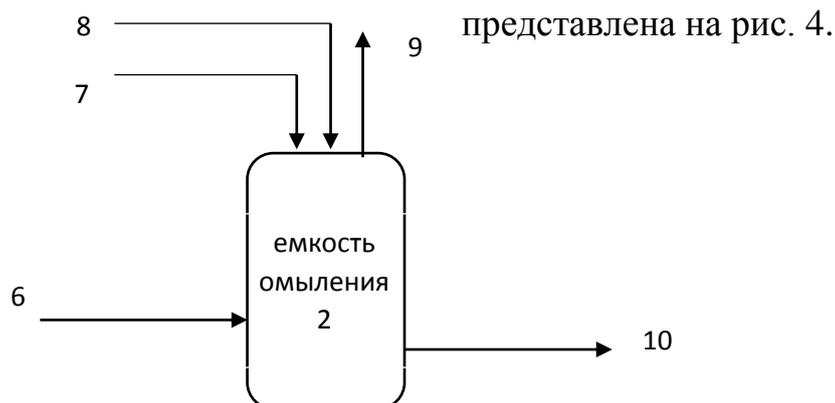 представлена на рис. 4.
8
9
7
емкость
омыления
2
6
10